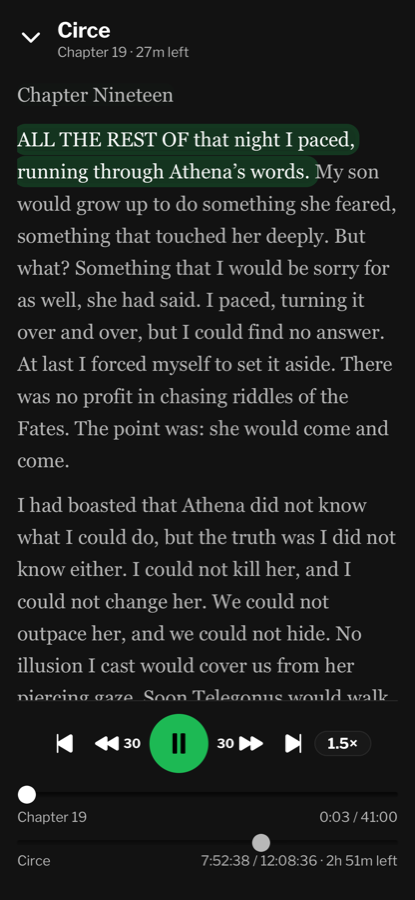 Circe
Chapter 19 · 27m left
Chapter Nineteen
ALL THE REST OF that night I paced,
running through Athena’s words. My son
would grow up to do something she feared,
something that touched her deeply. But
what? Something that I would be sorry for
as well, she had said. I paced, turning it
over and over, but I could find no answer.
At last I forced myself to set it aside. There
was no profit in chasing riddles of the
Fates. The point was: she would come and
come.
I had boasted that Athena did not know
what I could do, but the truth was I did not
know either. I could not kill her, and I
could not change her. We could not
outpace her, and we could not hide. No
illusion I cast would cover us from her
piercing gaze. Soon Telegonus would walk
30
30
1.5×
Chapter 19
0:03 / 41:00
Circe
7:52:38 / 12:08:36 · 2h 51m left